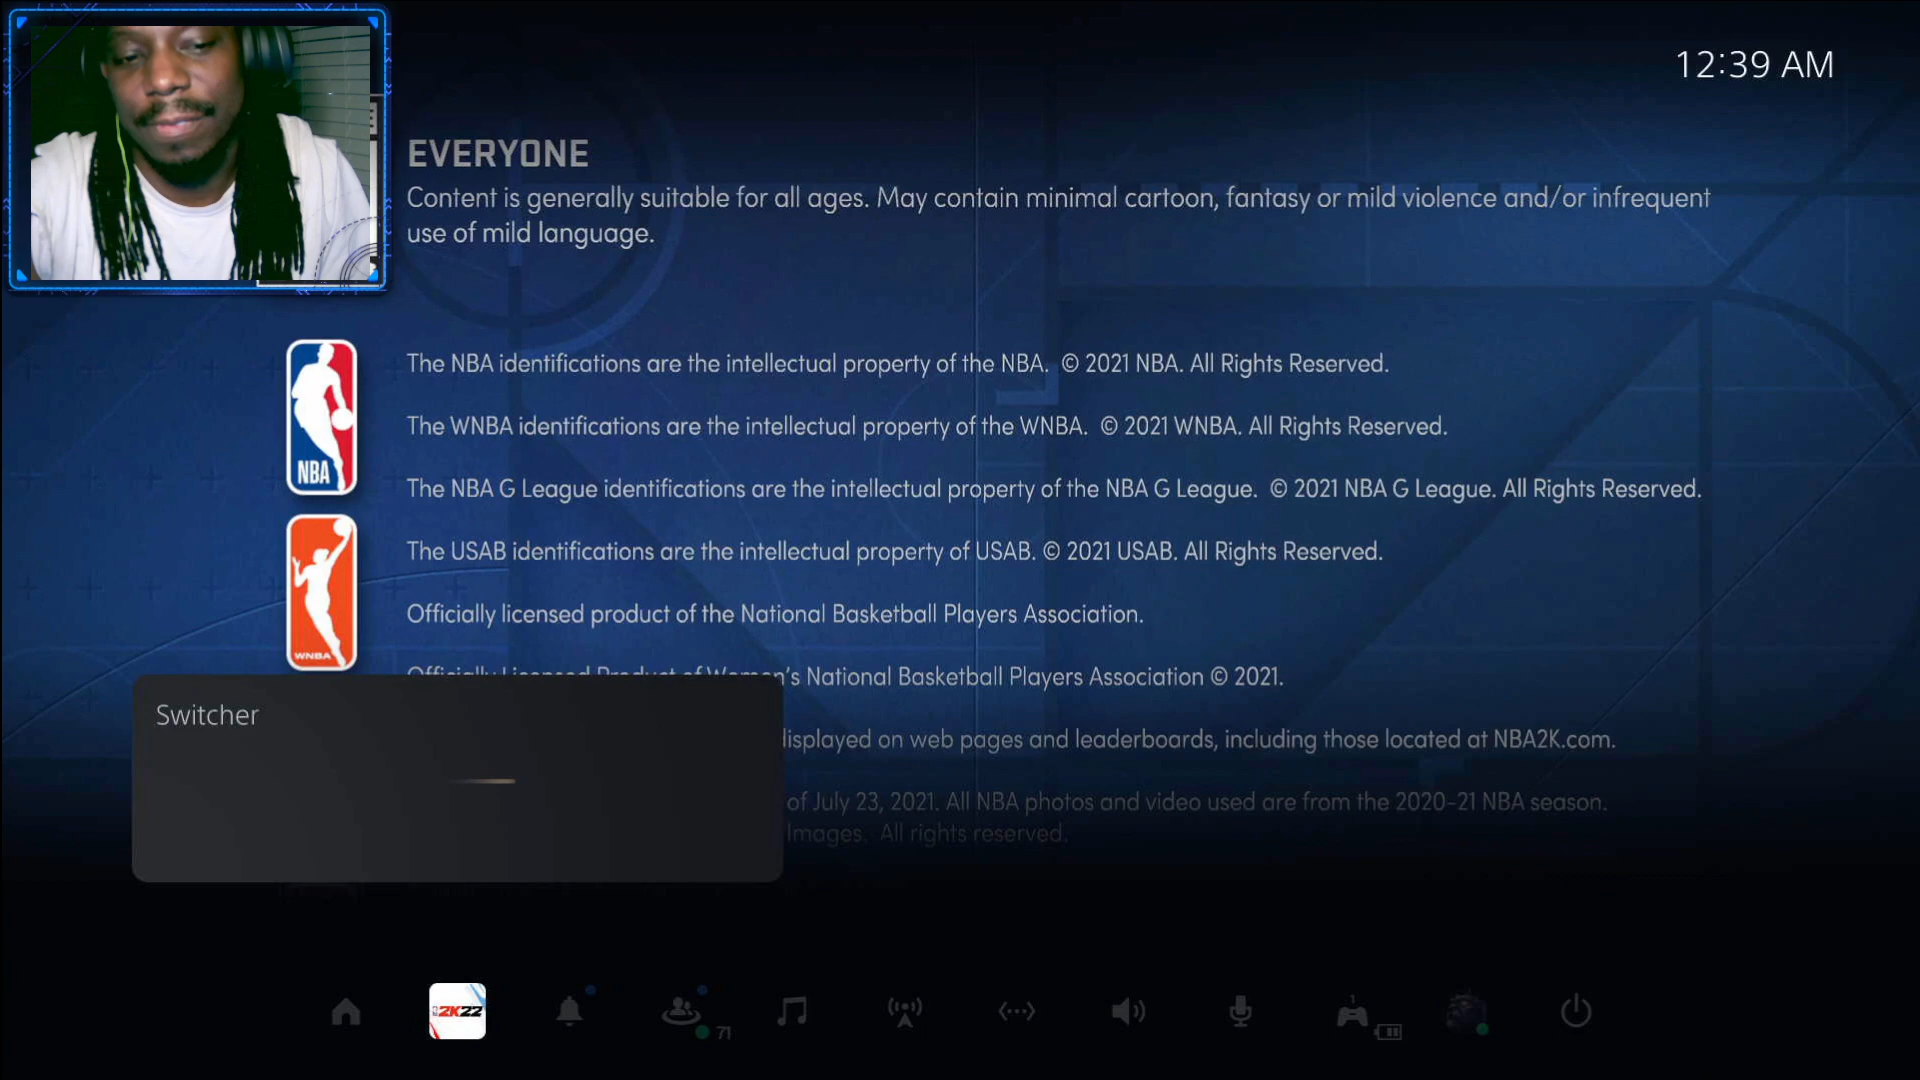 12:39 AM
EVERYONE
Content is generally suitable for all ages. May contain minimal cartoon, fantasy or mild violence and/or infrequent
use of mild language.
The NBA identifications are the intellectual property of the NBA. © 2021 NBA. All Rights Reserved.
The WNBA identifications are the intellectual property of the WNBA. © 2021 WNBA. All Rights Reserved.
NBA
The NBA G League identifications are the intellectual property of the NBA G League. © 2021 NBA G League. All Rights Reserved.
The USAB identifications are the intellectual property of USAB. © 2021 USAB. All Rights Reserved.
Officially licensed product of the National Basketball Players Association.
WNBA
Officially Licensed Product of Women's National Basketball Players Association © 2021.
Switcher
displayed on web pages and leaderboards, including those located at NBA2K.com.
of July 23, 2021. All NBA photos and video used are from the 2020-21 NBA season.
Images. All rights reserved.
2K22
71
1